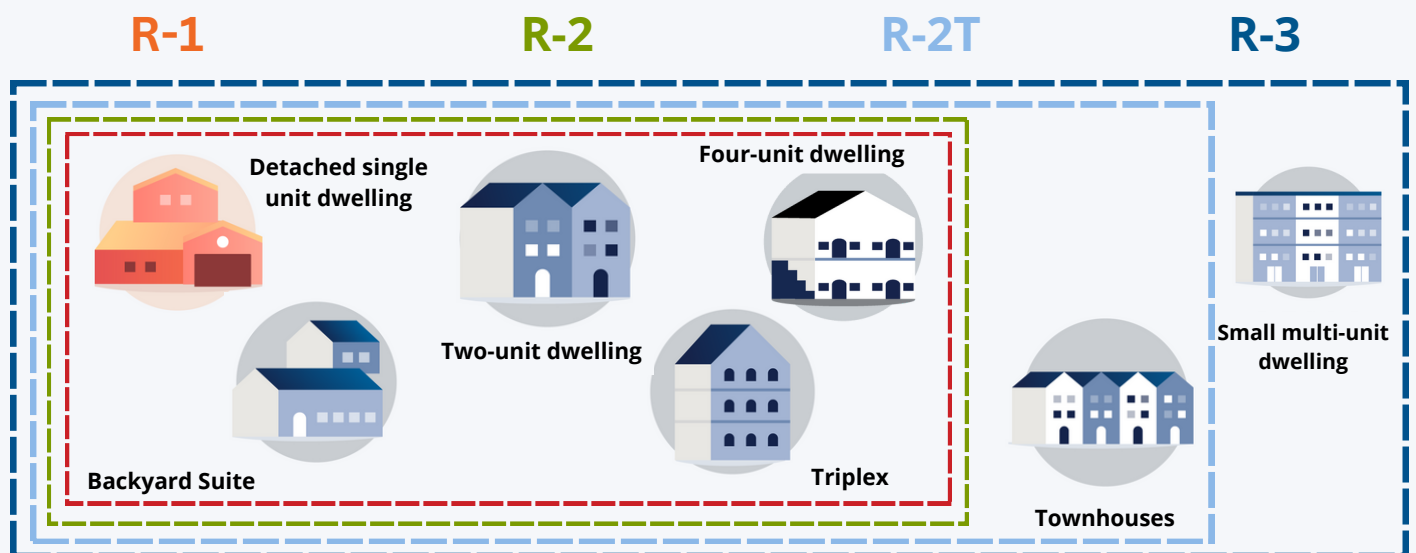 R-1
R-2
R-2T
R-3
Detached single
unit dwelling
Four-unit dwelling
Two-unit dwelling
Small multi-unit
dwelling
Backyard Suite
Triplex
Townhouses